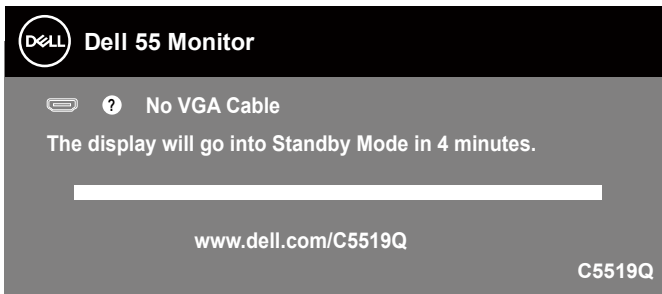 DELL Dell 55 Monitor
? No VGA Cable
The display will go into Standby Mode in 4 minutes.
www.dell.com/C5519Q
C5519Q